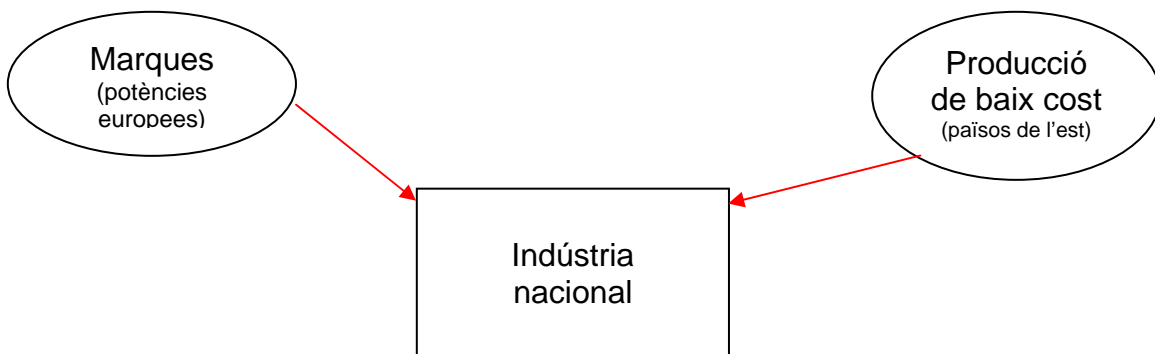 Marques
(potències
europees)
Producció
de baix cost
(països de l’est)
Indústria
nacional